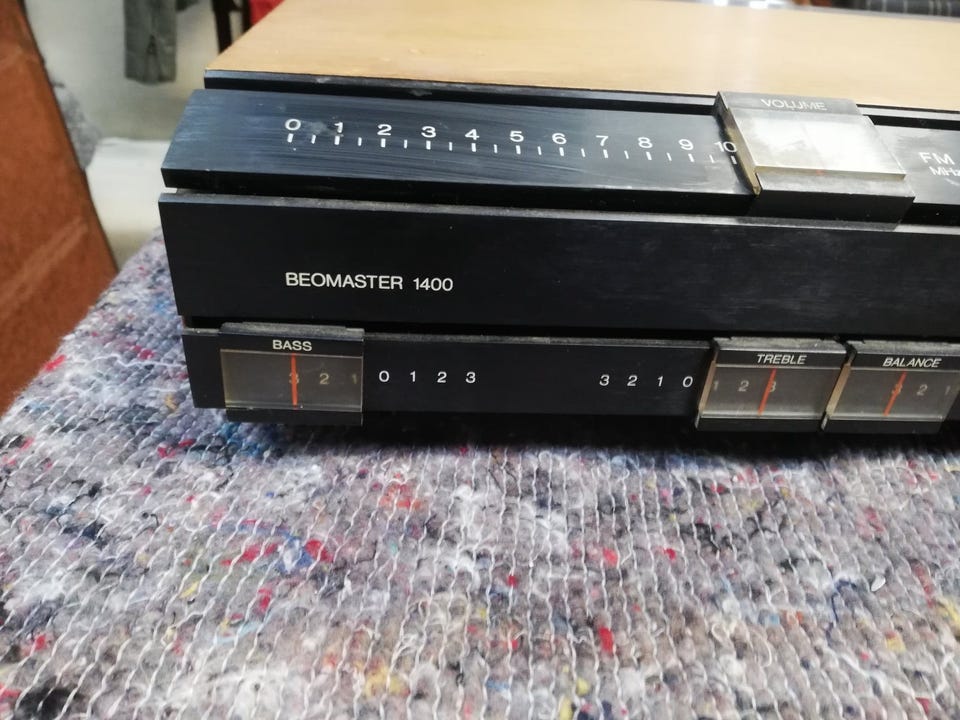 VOLUME
0 1 2 3 4 5 6 7 8 9 10
FM
MHz
BEOMASTER 1400
BASS
3 2 1 0 1 2 3
TREBLE
3 2 1 0 1 2 3
BALANCE
3 2 1